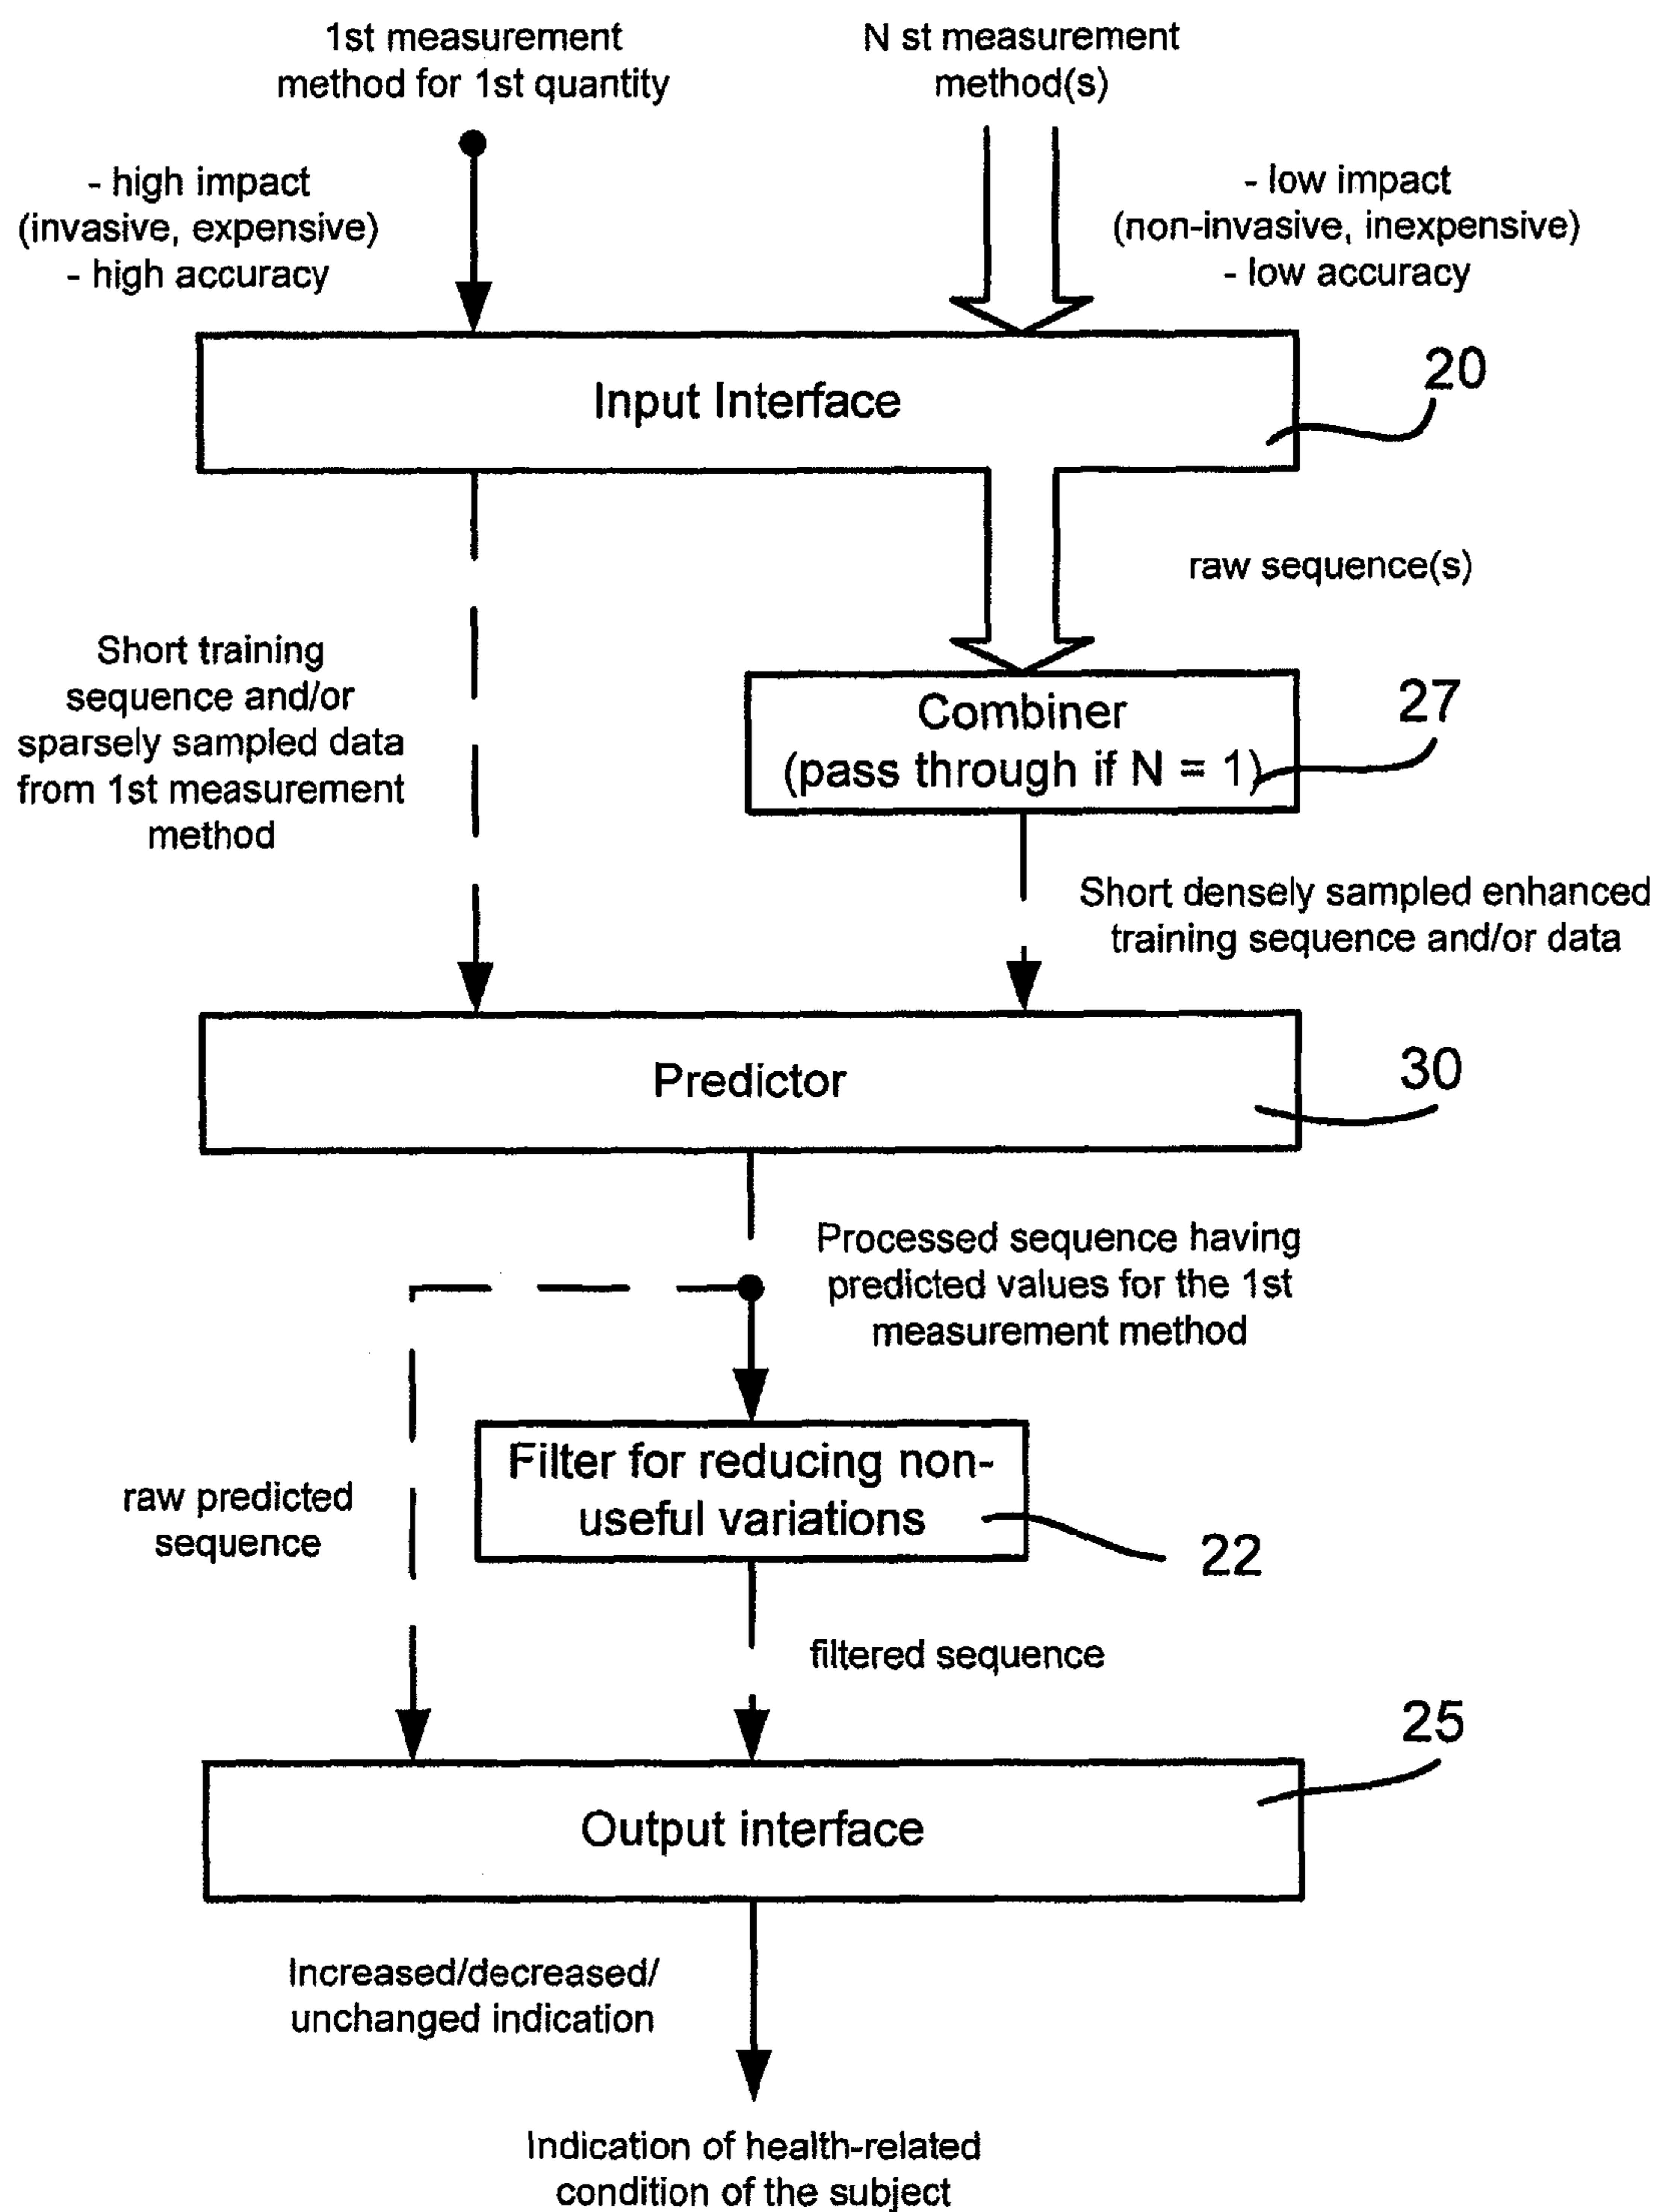 1st measurement
method for 1st quantity
N st measurement
method(s)
- high impact
(invasive, expensive)
- high accuracy
- low impact
(non-invasive, inexpensive)
- low accuracy
Input Interface
20
raw sequence(s)
Short training
sequence and/or
sparsely sampled data
from 1st measurement
method
Combiner
(pass through if N = 1)
27
Short densely sampled enhanced
training sequence and/or data
Predictor
30
Processed sequence having
predicted values for the 1st
measurement method
raw predicted
sequence
Filter for reducing non-
useful variations
22
filtered sequence
25
Output interface
Increased/decreased/
unchanged indication
Indication of health-related
condition of the subject